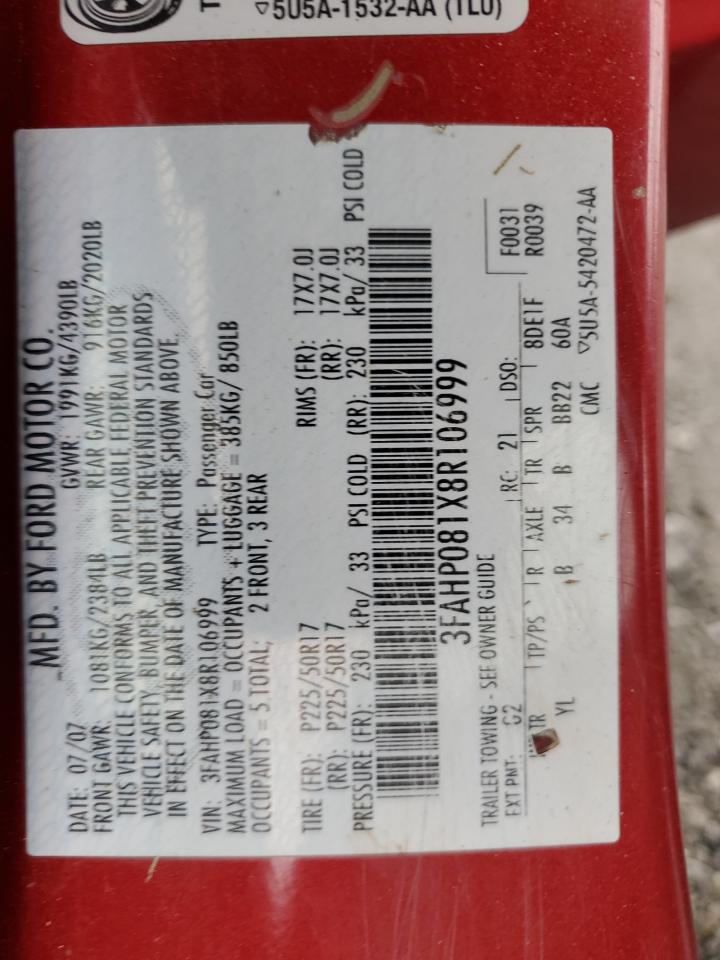 ▽5U5A-1532-AA (TLU)
MFD. BY FORD MOTOR CO.
DATE: 07/07 GVWR: 1991KG/4390LB
FRONT GAWR: 1081KG/2384LB REAR GAWR: 916KG/2020LB
THIS VEHICLE CONFORMS TO ALL APPLICABLE FEDERAL MOTOR
VEHICLE SAFETY, BUMPER, AND THEFT PREVENTION STANDARDS
IN EFFECT ON THE DATE OF MANUFACTURE SHOWN ABOVE.
VIN: 3FAHP081X8R106999 TYPE: Passenger Car
MAXIMUM LOAD = OCCUPANTS + LUGGAGE = 385KG/ 850LB
OCCUPANTS = 5 TOTAL: 2 FRONT, 3 REAR
TIRE (FR): P225/50R17 RIMS (FR): 17X7.0J
(RR): P225/50R17 (RR): 17X7.0J
PRESSURE (FR): 230 kPa/ 33 PSI COLD (RR): 230 kPa/ 33 PSI COLD
3FAHP081X8R106999
TRAILER TOWING - SEE OWNER GUIDE
EXT PNT: G2 RC: 21 DSO: F0031
R0039
TR TP/PS R AXLE TR SPR 8DE1F
YL B 34 B BB22 60A
CMC ▽5U5A-5420472-AA